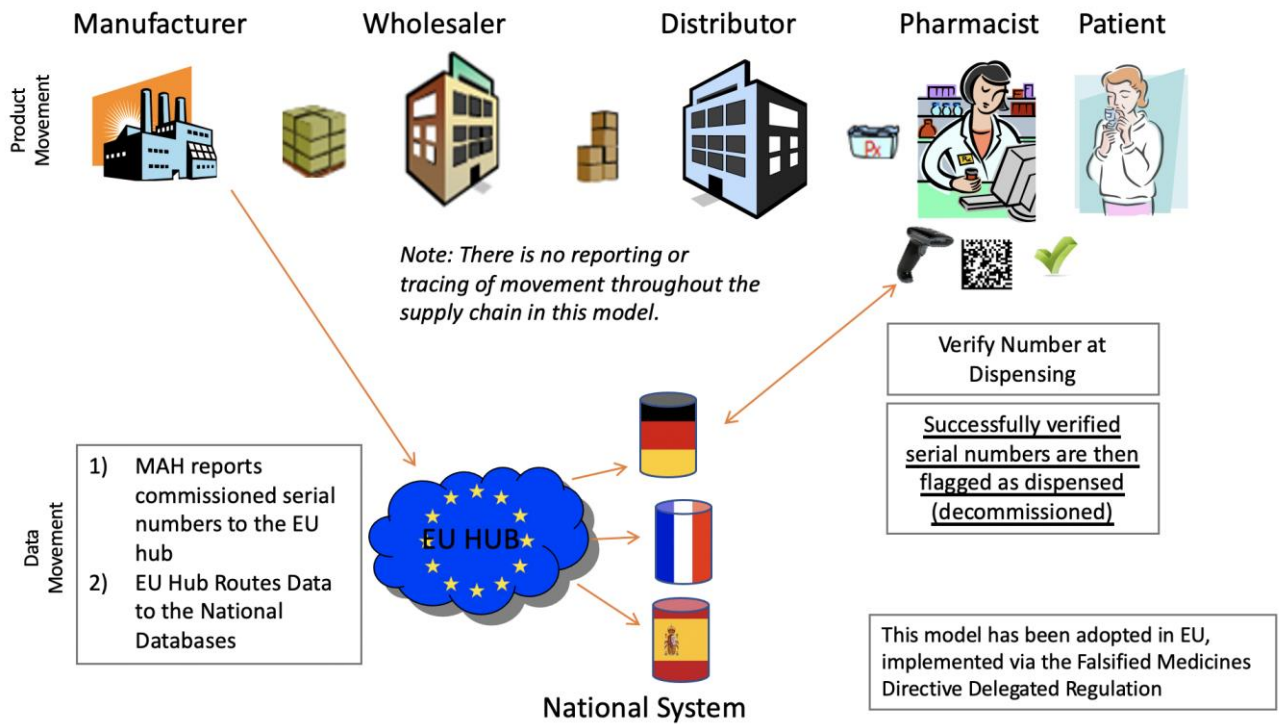 Manufacturer
Wholesaler
Distributor
Pharmacist
Patient
Product
Movement
Px
Note: There is no reporting or
tracing of movement throughout the
supply chain in this model.
Verify Number at
Dispensing
Successfully verified
serial numbers are then
flagged as dispensed
(decommissioned)
Data
Movement
1) MAH reports
commissioned serial
numbers to the EU
hub
2) EU Hub Routes Data
to the National
Databases
EU HUB
National System
This model has been adopted in EU,
implemented via the Falsified Medicines
Directive Delegated Regulation